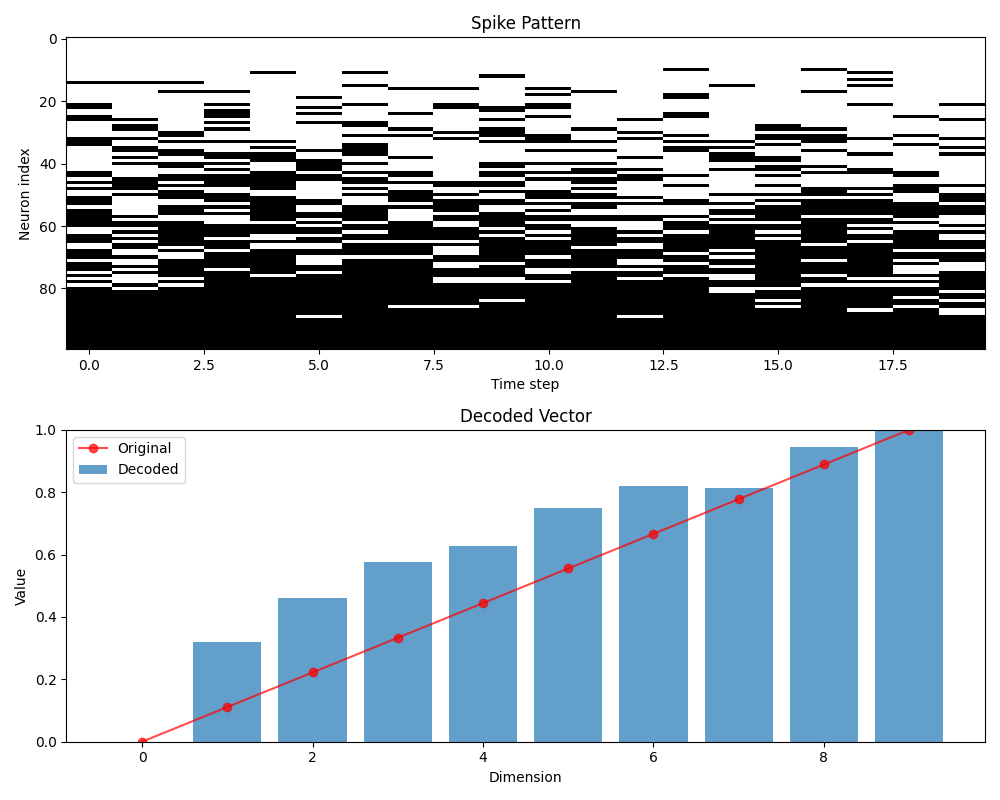 Spike Pattern
0
20
40
60
80
Neuron index
0.0 2.5 5.0 7.5 10.0 12.5 15.0 17.5
Time step
Decoded Vector
1.0
0.8
0.6
0.4
0.2
0.0
Value
Original
Decoded
0 2 4 6 8
Dimension